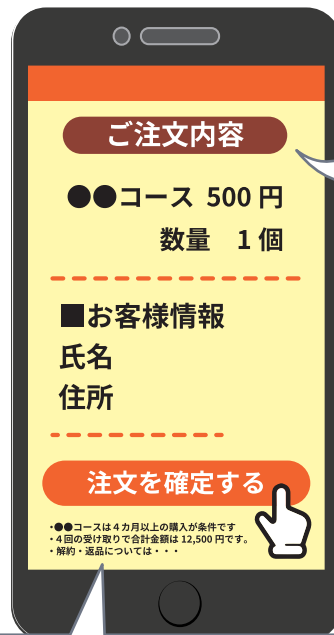 ご注文内容
●●コース 500 円
数量 1 個
■お客様情報
氏名
住所
注文を確定する
・●●コースは４カ月以上の購入が条件です
・４回の受け取りで合計金額は 12,500 円です。
・解約・返品については・・・